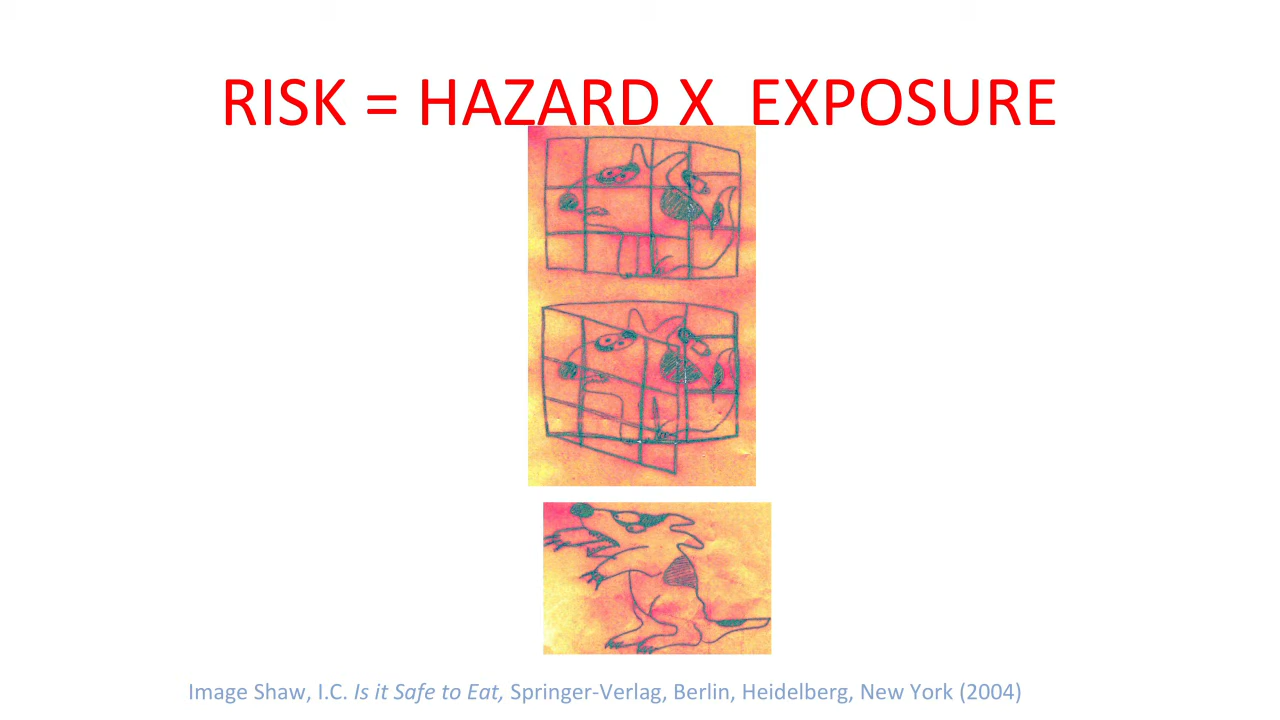 RISK = HAZARD X EXPOSURE
Image Shaw, I.C. Is it Safe to Eat, Springer-Verlag, Berlin, Heidelberg, New York (2004)